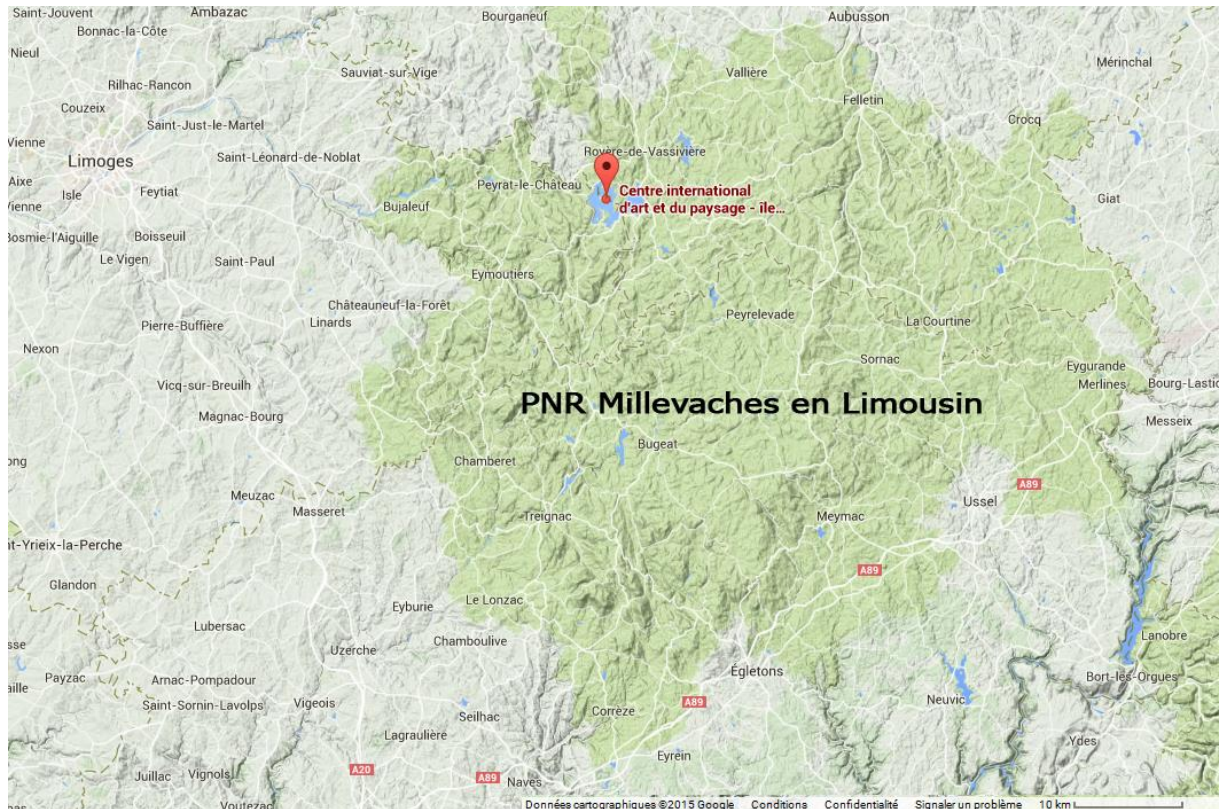 Saint-Jouvent
Ambazac
Bourganeuf
Aubusson
Bonnac-la-Côte
Nieul
Sauviat-sur-Vige
Vallière
Mérinchal
Rilhac-Rancon
Couzeix
Felletin
Crocq
Saint-Just-le-Martel
Vienne
Limoges
Saint-Léonard-de-Noblat
Royère-de-Vassivière
Aixe
Isle
Feytiat
Peyrat-le-Château
Centre international
d'art et du paysage - île...
Giat
Vienne
Bujaleuf
Bosmie-l'Aiguille
Boisseuil
Le Vigen
Saint-Paul
Eymoutiers
Châteauneuf-la-Forêt
Linards
Peyrelevade
La Courtine
Pierre-Buffière
Nexon
Sornac
Eygurande
Merlines
Bourg-Lastic
Vicq-sur-Breuilh
PNR Millevaches en Limousin
Magnac-Bourg
Messeix
Bugeat
Chamberet
A89
Meuzac
Masseret
Ussel
Treignac
Meymac
nt-Yrieix-la-Perche
A89
Glandon
Eyburie
Le Lonzac
Lubersac
Chamboulive
Lanobre
Uzerche
Égletons
Bort-les-Orgues
Payzac
Arnac-Pompadour
Neuvic
Saint-Sornin-Lavolps
Vigeois
A89
Seilhac
Corrèze
Lagraulière
Ydes
Eyrein
A20
Juillac
Vignols
A89
Naves
Voutezac
Données cartographiques ©2015 Google Conditions Confidentialité Signaler un problème 10 km